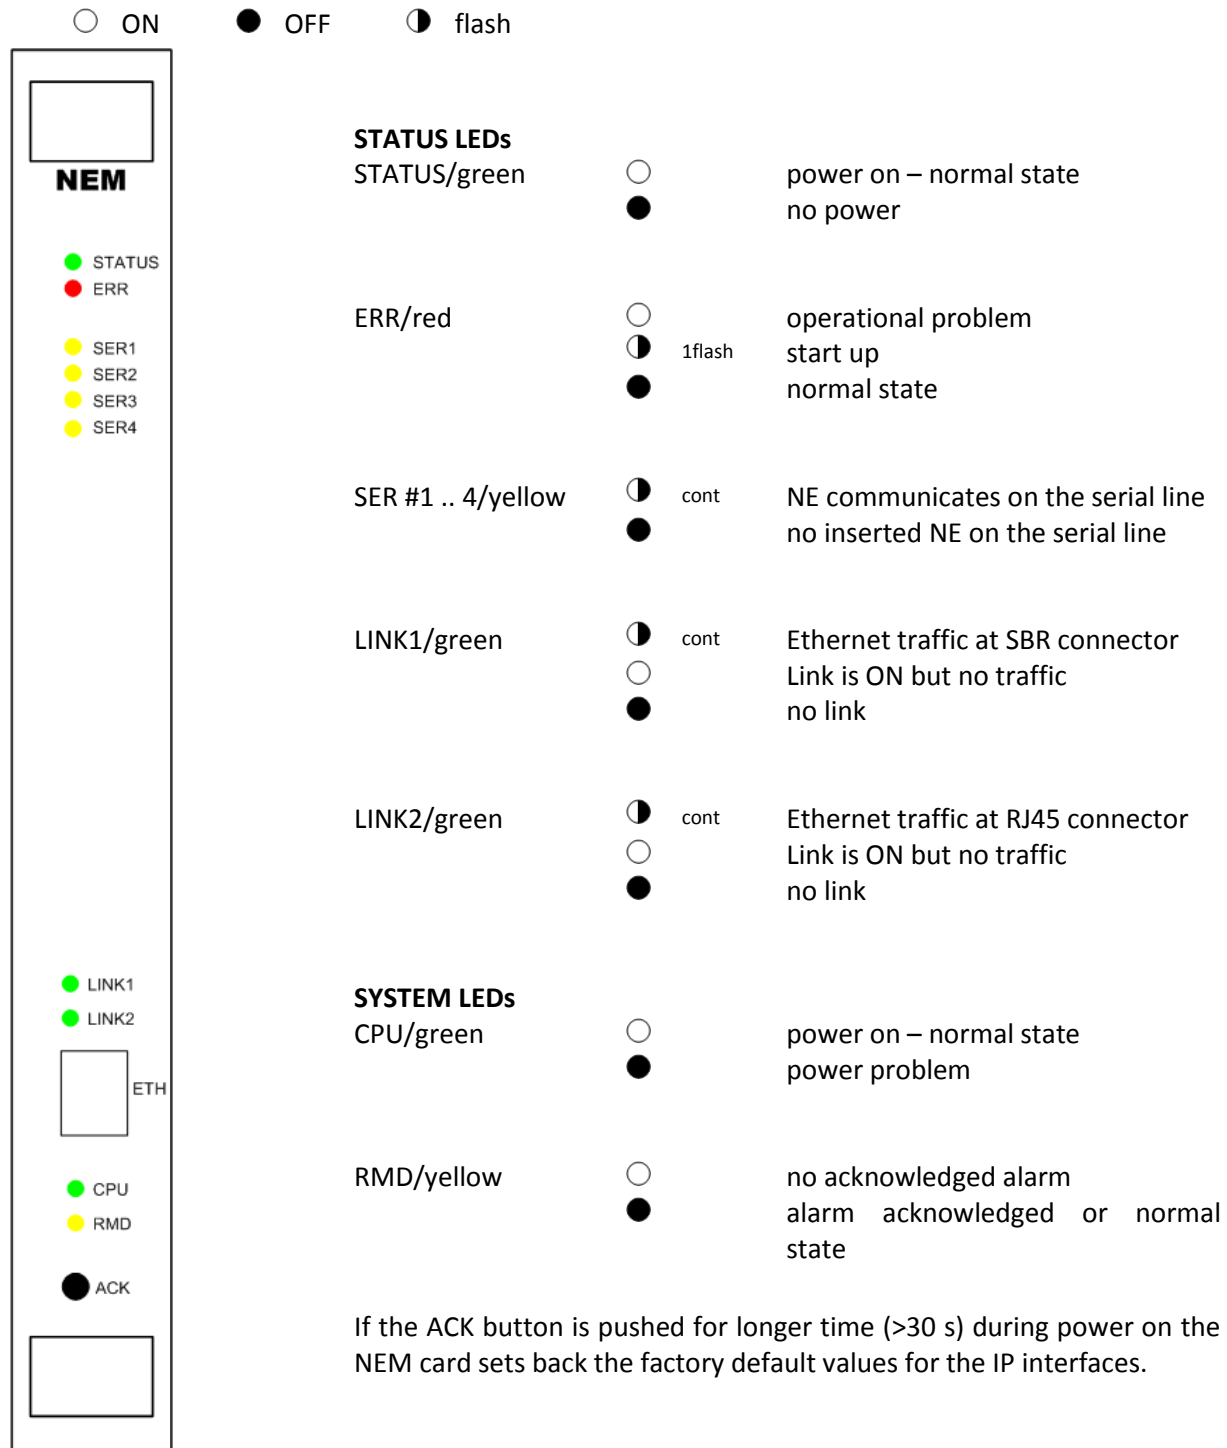 ON OFF flash
NEM
STATUS
ERR
SER1
SER2
SER3
SER4
LINK1
LINK2
ETH
CPU
RMD
ACK
STATUS LEDs
STATUS/green power on – normal state
no power
ERR/red operational problem
1flash start up
normal state
SER #1 .. 4/yellow cont NE communicates on the serial line
no inserted NE on the serial line
LINK1/green cont Ethernet traffic at SBR connector
Link is ON but no traffic
no link
LINK2/green cont Ethernet traffic at RJ45 connector
Link is ON but no traffic
no link
SYSTEM LEDs
CPU/green power on – normal state
power problem
RMD/yellow no acknowledged alarm
alarm acknowledged or normal
state
If the ACK button is pushed for longer time (>30 s) during power on the
NEM card sets back the factory default values for the IP interfaces.